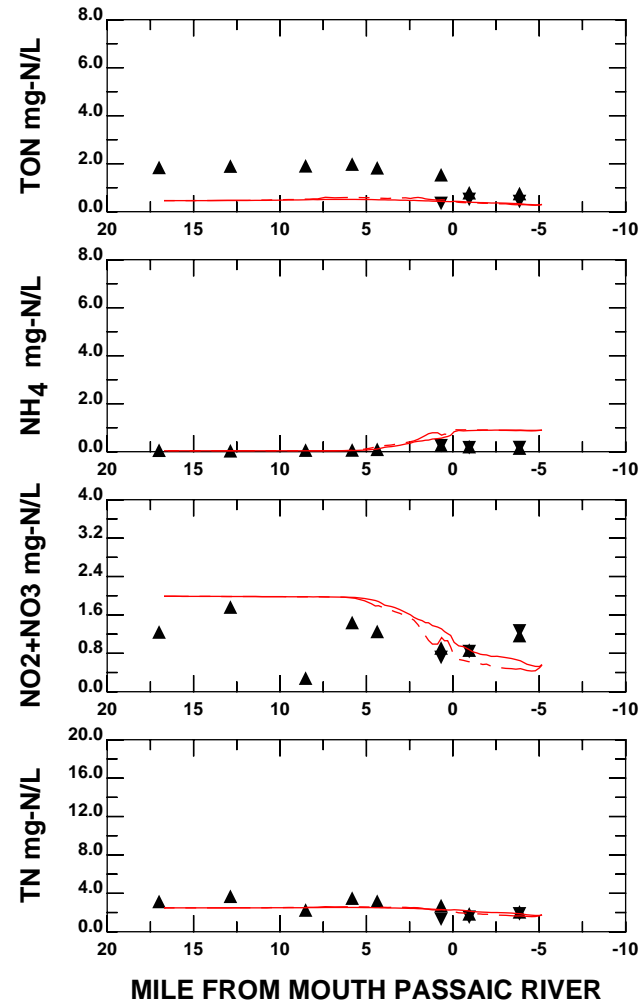 TON mg-N/L
8.0
6.0
4.0
2.0
0.0
20 15 10 5 0 -5 -10
NH4 mg-N/L
8.0
6.0
4.0
2.0
0.0
20 15 10 5 0 -5 -10
NO2+NO3 mg-N/L
4.0
3.2
2.4
1.6
0.8
0.0
20 15 10 5 0 -5 -10
TN mg-N/L
20.0
16.0
12.0
8.0
4.0
0.0
20 15 10 5 0 -5 -10
MILE FROM MOUTH PASSAIC RIVER